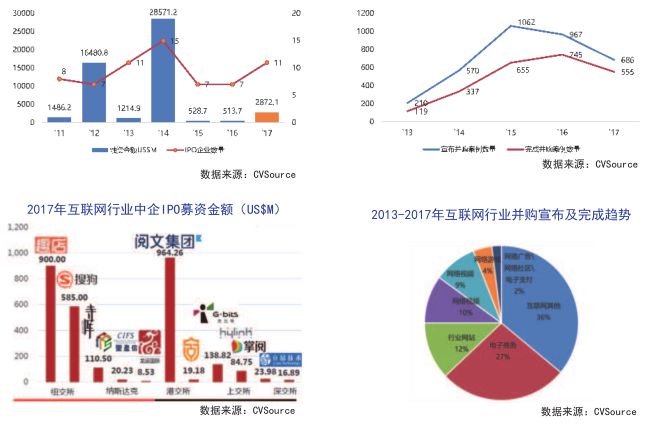 30000
25000
20000
15000
10000
5000
0
20
15
10
5
0
1486.2
16480.8
1214.9
28571.2
528.7
513.7
2872.1
8
7
11
15
7
7
11
'11
'12
'13
'14
'15
'16
'17
募资金额US$M
IPO企业数量
数据来源：CVSource
1200
1000
800
600
400
200
0
210
570
1062
967
686
119
337
655
745
555
'13
'14
'15
'16
'17
宣布并购案例数量
完成并购案例数量
数据来源：CVSource
2017年互联网行业中企IPO募资金额（US$M）
1,200
1,000
800
600
400
200
0
趣店
900.00
搜狗
585.00
寺库
110.50
CIFS
20.23
8.53
阅文集团
964.26
19.18
G-bits
138.82
hylink
掌阅
84.75
23.98
16.89
纽交所
纳斯达克
港交所
上交所
深交所
数据来源：CVSource
2013-2017年互联网行业并购宣布及完成趋势
网络广告
网络社区
电子支付
2%
网络游戏
4%
网络视频
9%
网络视频
10%
行业网站
12%
电子商务
27%
互联网其他
36%
数据来源：CVSource